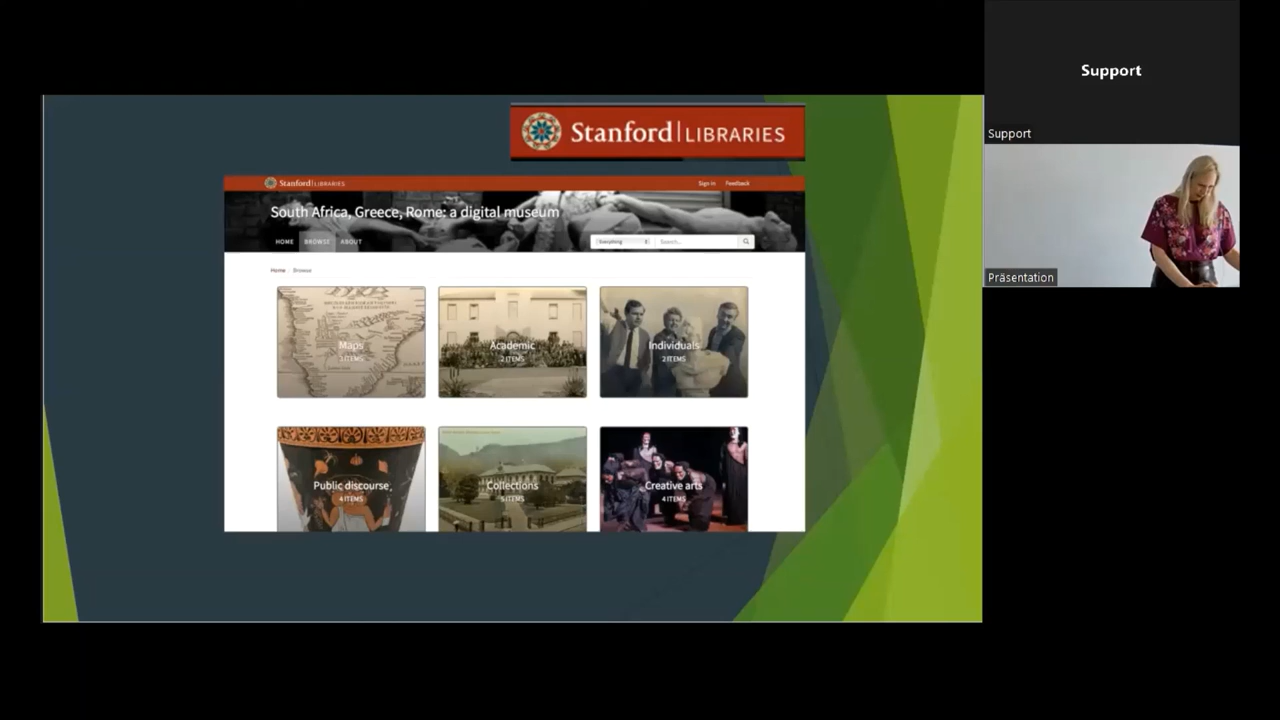 Stanford LIBRARIES
Stanford LIBRARIES
Sign in Feedback
South Africa, Greece, Rome: a digital museum
HOME BROWSE ABOUT
Everything Search...
Home Browse
Maps
Academic
2 ITEMS
Individuals
2 ITEMS
Public discourse
4 ITEMS
Collections
5 ITEMS
Creative arts
4 ITEMS
Support
Support
Präsentation